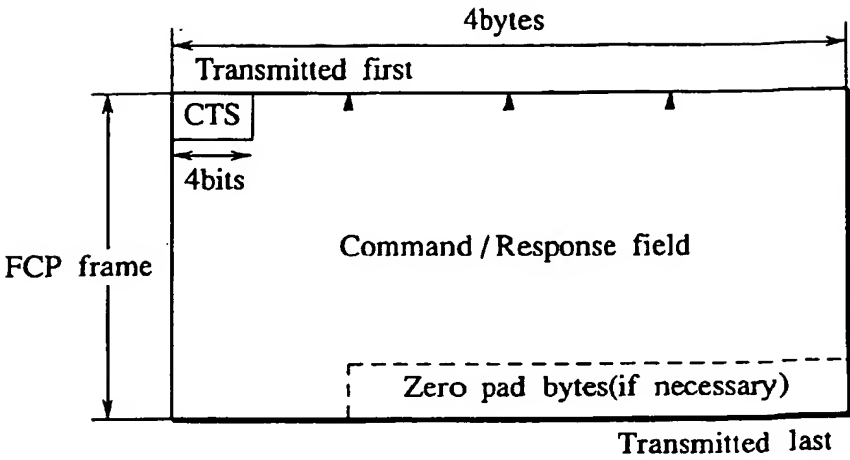 4bytes
Transmitted first
CTS
4bits
Command / Response field
FCP frame
Zero pad bytes(if necessary)
Transmitted last